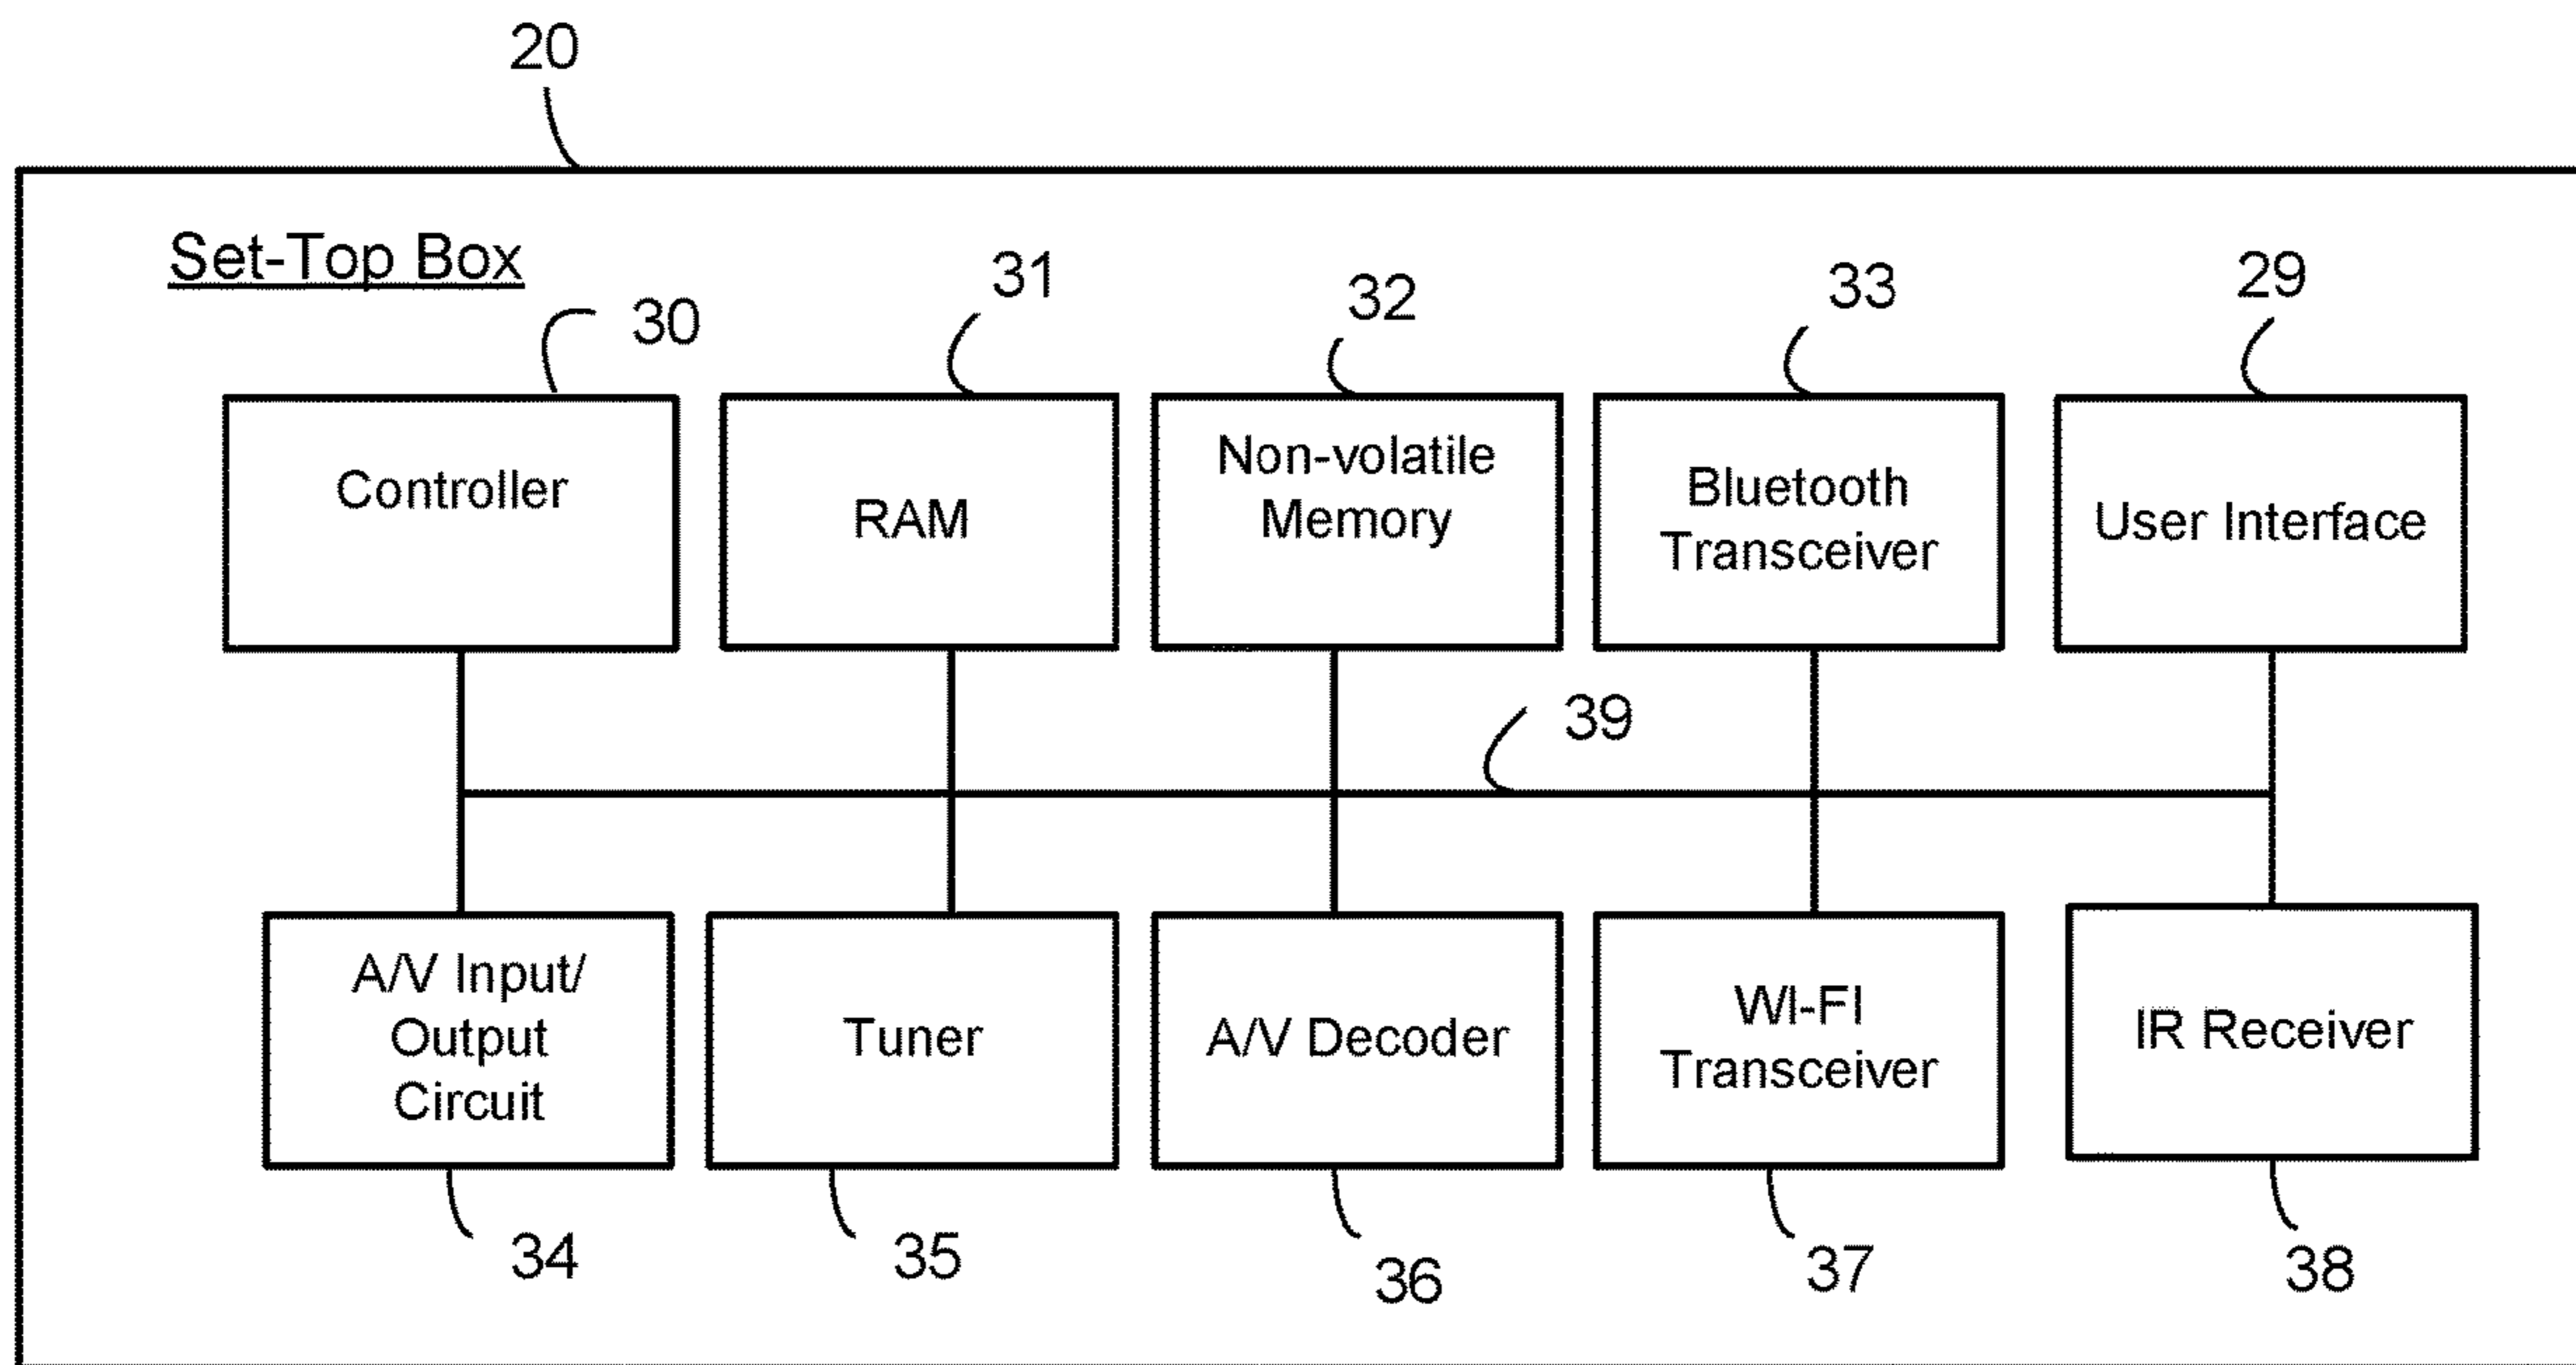 20
Set-Top Box
30
31
32
33
29
Controller
RAM
Non-volatile
Memory
Bluetooth
Transceiver
User Interface
39
A/V Input/
Output
Circuit
Tuner
A/V Decoder
WI-FI
Transceiver
IR Receiver
34
35
36
37
38